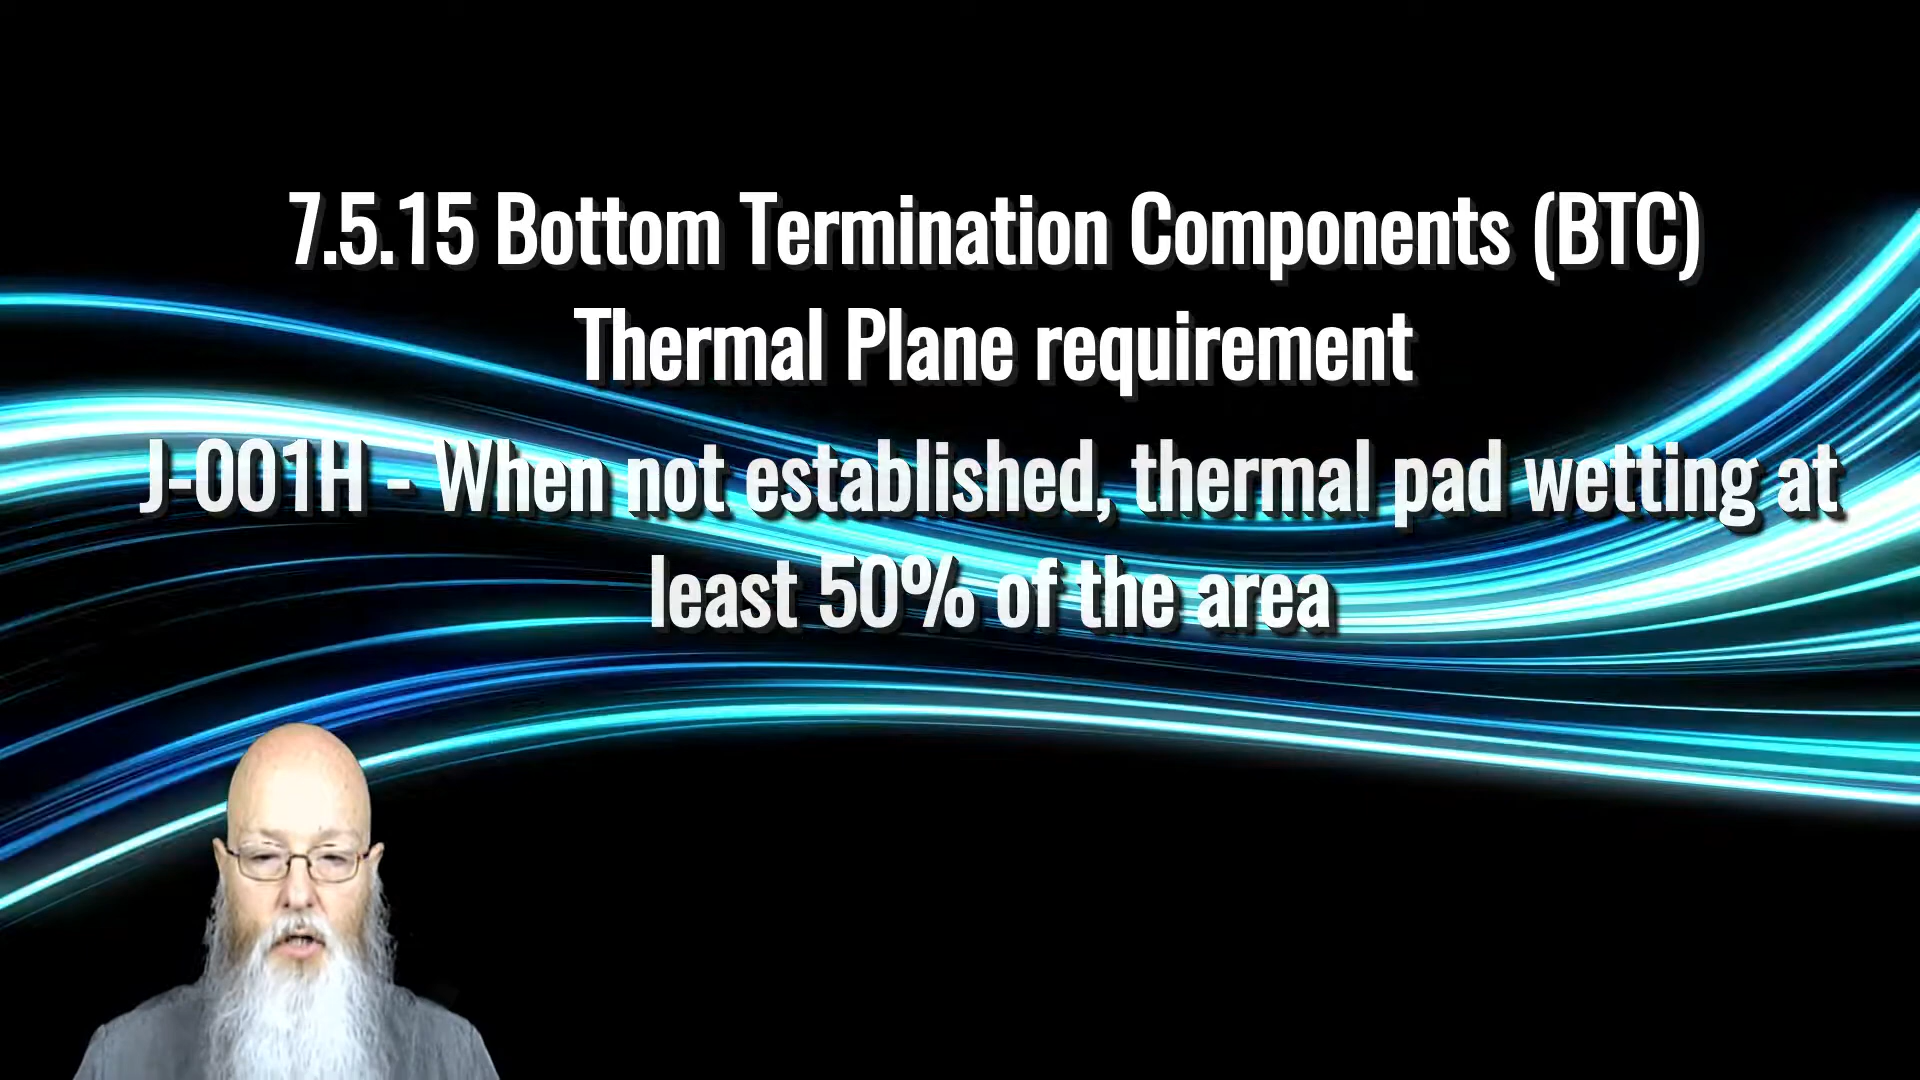 7.5.15 Bottom Termination Components (BTC)
Thermal Plane requirement
J-001H - When not established, thermal pad wetting at
least 50% of the area